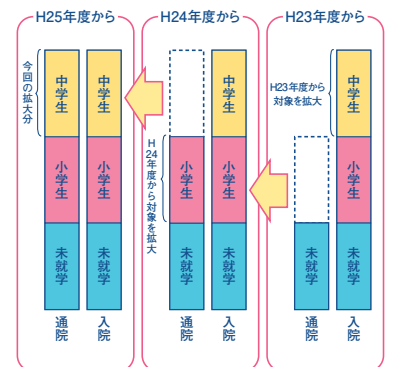 H25年度から
H24年度から
H23年度から
今回の拡大分
中学生
中学生
小学生
小学生
未就学
未就学
通院
入院
H24年度から対象を拡大
中学生
小学生
小学生
未就学
未就学
通院
入院
H23年度から
対象を拡大
中学生
小学生
未就学
未就学
通院
入院